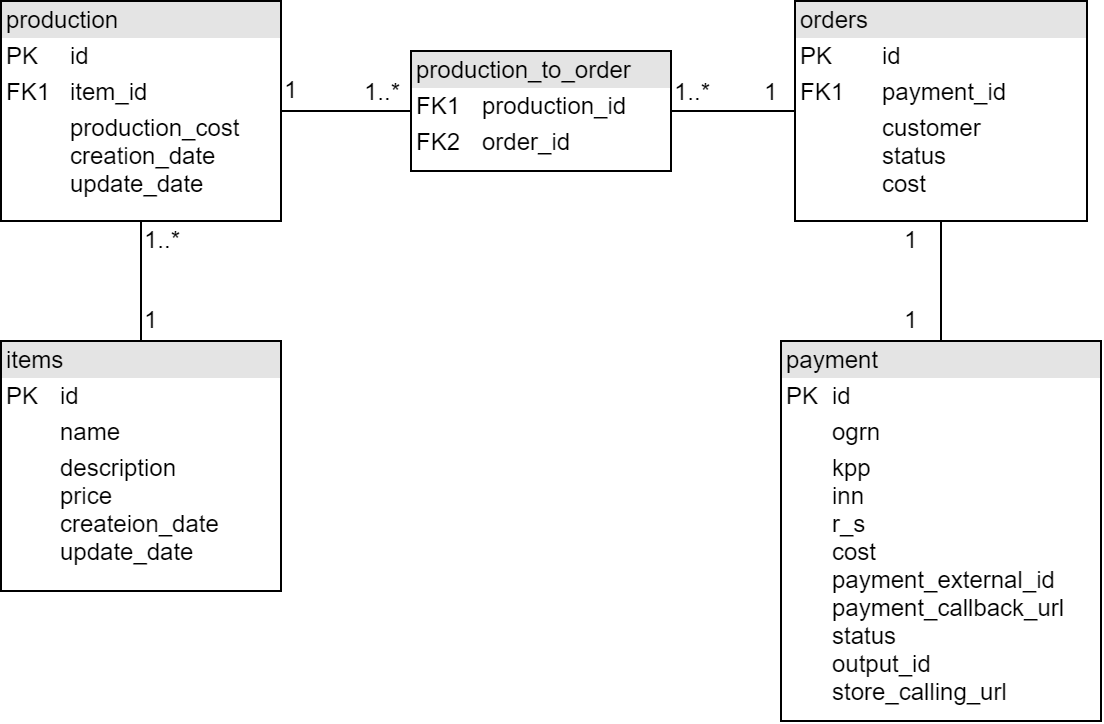 production
PK id
FK1 item_id
production_cost
creation_date
update_date
1
1..*
production_to_order
FK1 production_id
FK2 order_id
1..*
1
orders
PK id
FK1 payment_id
customer
status
cost
1..*
1
items
PK id
name
description
price
createion_date
update_date
1
1
payment
PK id
ogrn
kpp
inn
r_s
cost
payment_external_id
payment_callback_url
status
output_id
store_calling_url